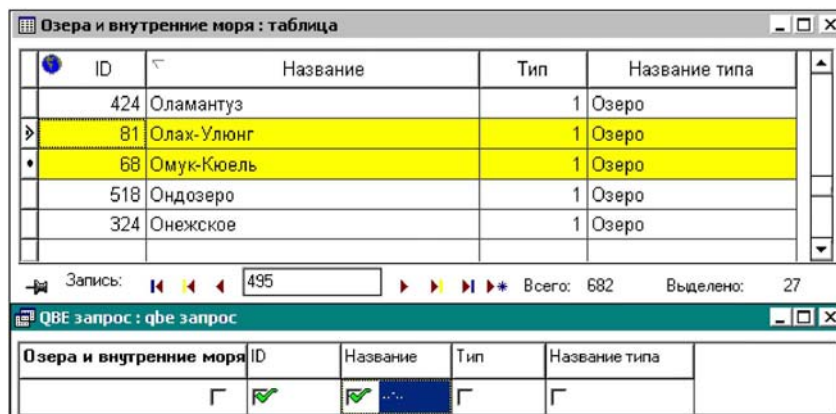 Озера и внутренние моря : таблица
ID Название Тип Название типа
424 Оламантуз 1 Озеро
81 Олах-Улюнг 1 Озеро
68 Омук-Кюель 1 Озеро
518 Ондозеро 1 Озеро
324 Онежское 1 Озеро
Запись: 495 Всего: 682 Выделено: 27
QBE запрос : qbe запрос
Озера и внутренние моря ID Название Тип Название типа